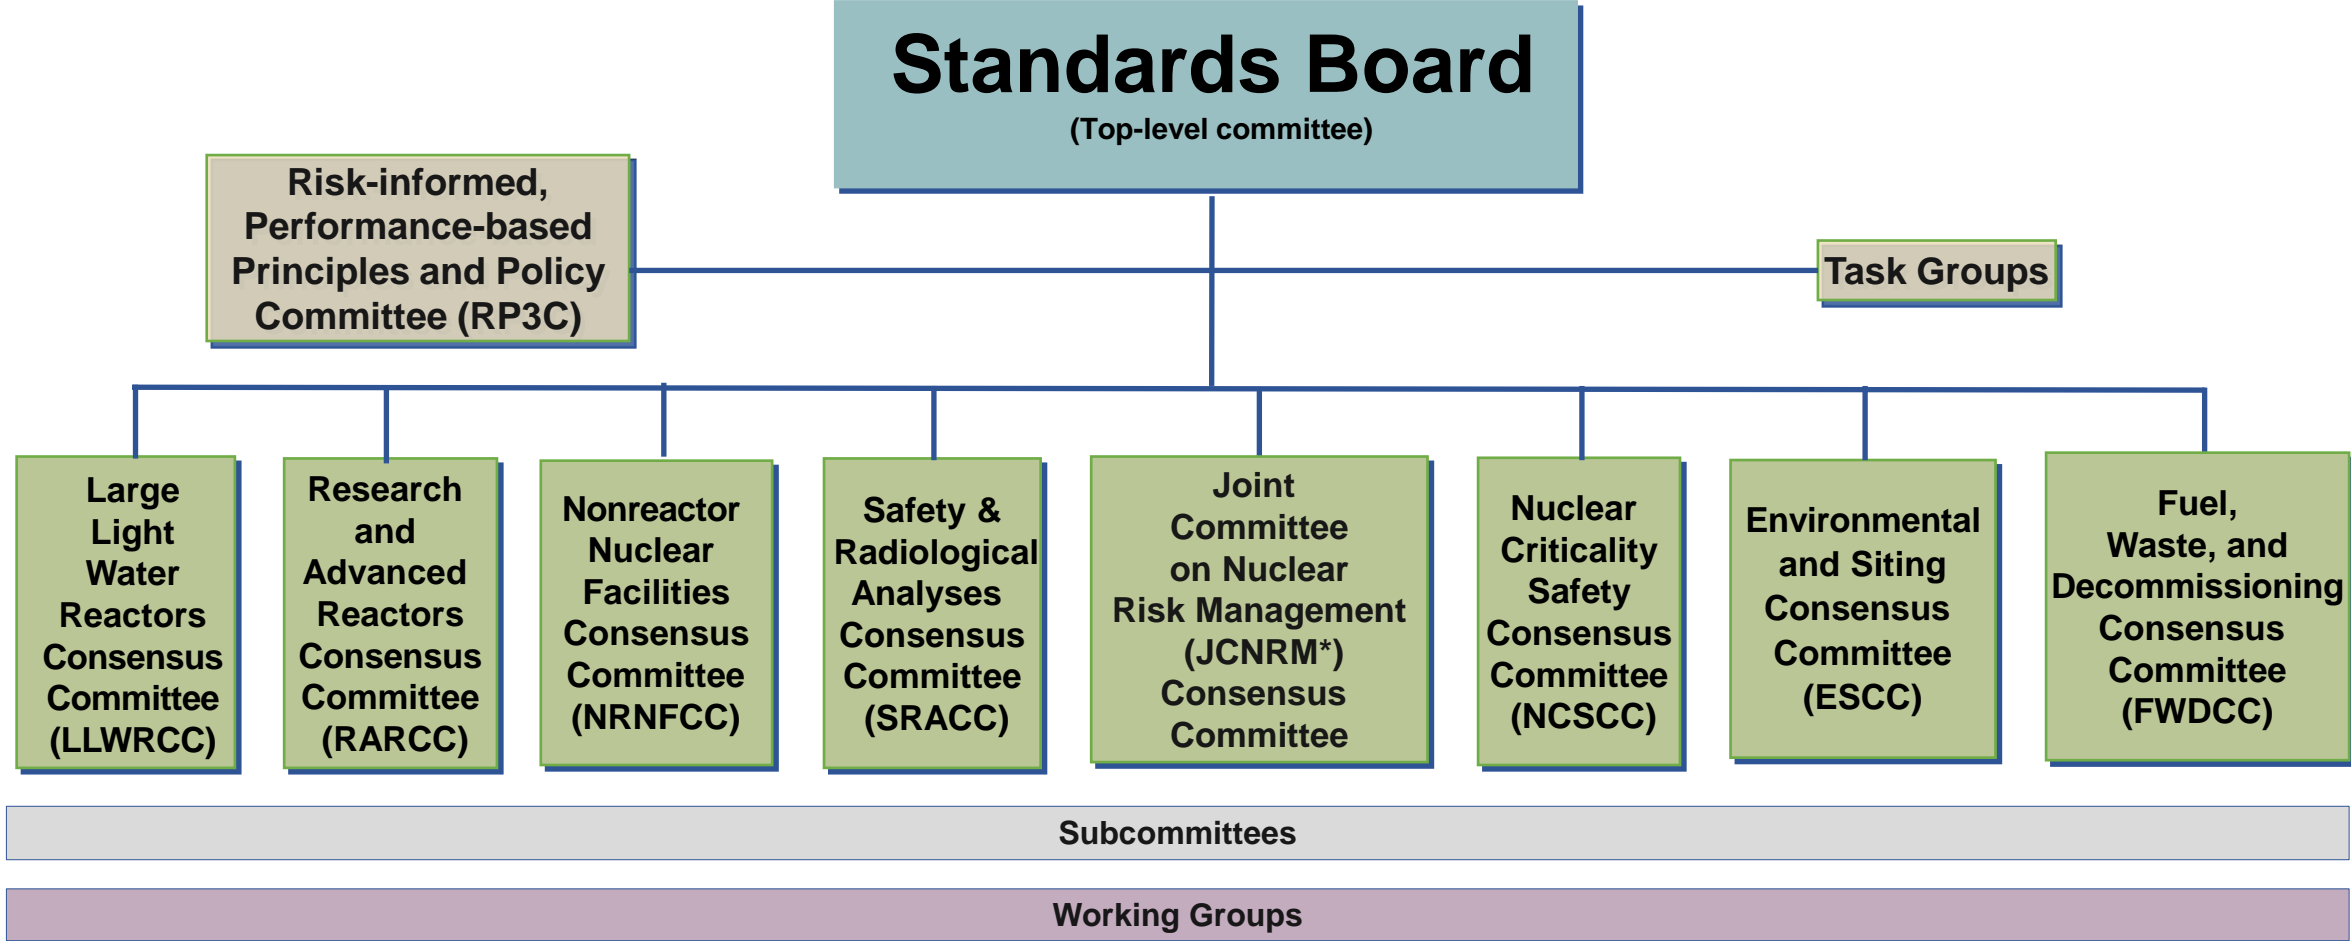 Standards Board
(Top-level committee)
Risk-informed,
Performance-based
Principles and Policy
Committee (RP3C)
Task Groups
Large
Light
Water
Reactors
Consensus
Committee
(LLWRCC)
Research
and
Advanced
Reactors
Consensus
Committee
(RARCC)
Nonreactor
Nuclear
Facilities
Consensus
Committee
(NRNFCC)
Safety &
Radiological
Analyses
Consensus
Committee
(SRACC)
Joint
Committee
on Nuclear
Risk Management
(JCNRM*)
Consensus
Committee
Nuclear
Criticality
Safety
Consensus
Committee
(NCSCC)
Environmental
and Siting
Consensus
Committee
(ESCC)
Fuel,
Waste, and
Decommissioning
Consensus
Committee
(FWDCC)
Subcommittees
Working Groups